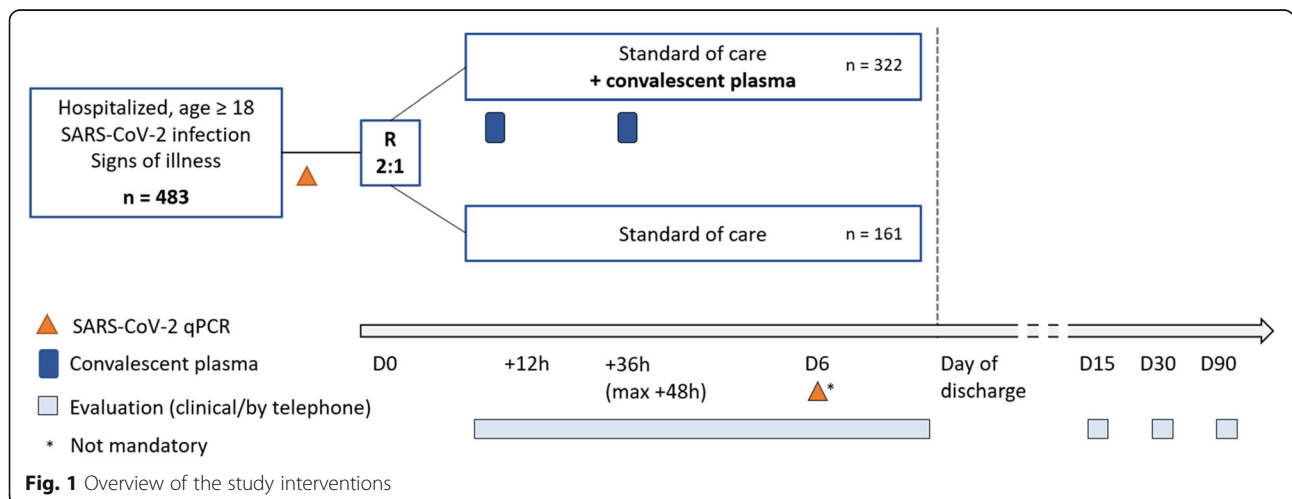 Hospitalized, age ≥ 18
SARS-CoV-2 infection
Signs of illness
n = 483
R
2:1
Standard of care
+ convalescent plasma
n = 322
Standard of care
n = 161
SARS-CoV-2 qPCR
Convalescent plasma
Evaluation (clinical/by telephone)
* Not mandatory
D0
+12h
+36h
(max +48h)
D6
*
Day of
discharge
D15
D30
D90
Fig. 1 Overview of the study interventions